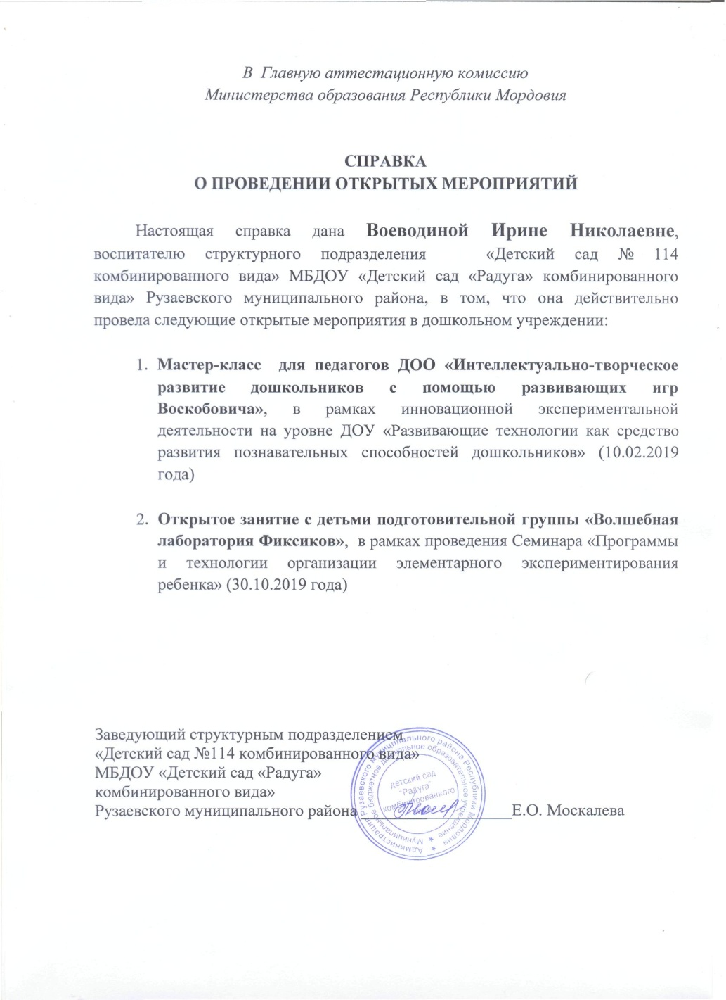 В Главную аттестационную комиссию
Министерства образования Республики Мордовия
СПРАВКА
О ПРОВЕДЕНИИ ОТКРЫТЫХ МЕРОПРИЯТИЙ
Настоящая справка дана Воеводиной Ирине Николаевне,
воспитателю структурного подразделения «Детский сад № 114
комбинированного вида» МБДОУ «Детский сад «Радуга» комбинированного
вида» Рузаевского муниципального района, в том, что она действительно
провела следующие открытые мероприятия в дошкольном учреждении:
1. Мастер-класс для педагогов ДОО «Интеллектуально-творческое
развитие дошкольников с помощью развивающих игр
Воскобовича», в рамках инновационной экспериментальной
деятельности на уровне ДОУ «Развивающие технологии как средство
развития познавательных способностей дошкольников» (10.02.2019
года)
2. Открытое занятие с детьми подготовительной группы «Волшебная
лаборатория Фиксиков», в рамках проведения Семинара «Программы
и технологии организации элементарного экспериментирования
ребенка» (30.10.2019 года)
Заведующий структурным подразделением
«Детский сад №114 комбинированного вида»
МБДОУ «Детский сад «Радуга»
комбинированного вида»
Рузаевского муниципального района __________________Е.О. Москалева
Администрация Рузаевского муниципального района Республики Мордовия
Муниципальное бюджетное дошкольное образовательное учреждение
детский сад
"Радуга"
комбинированного